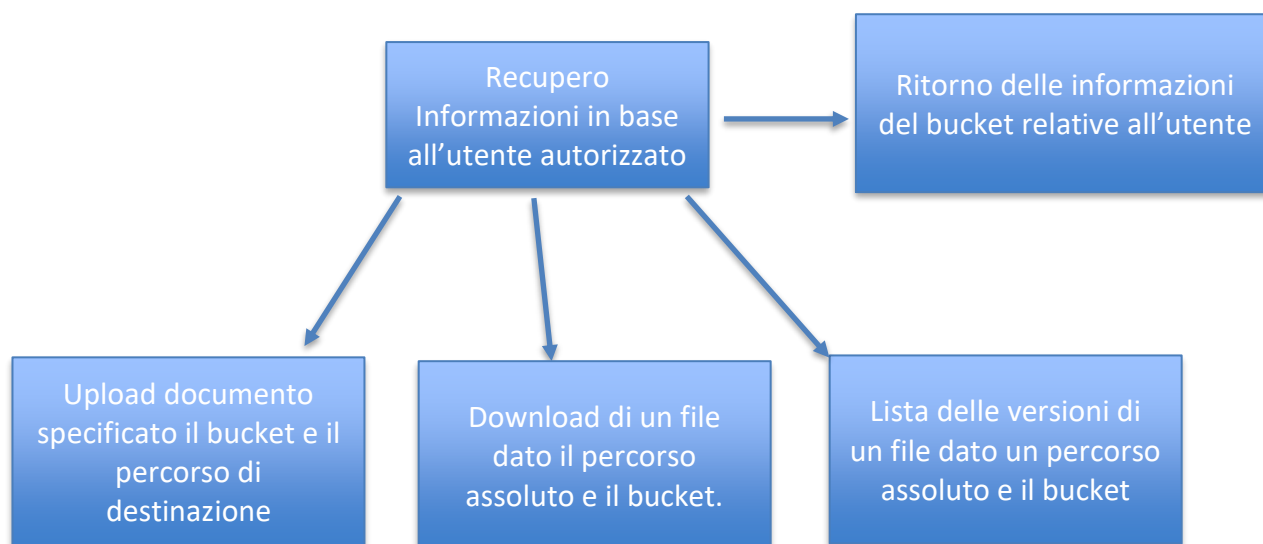 Recupero
Informazioni in base
all’utente autorizzato
Ritorno delle informazioni
del bucket relative all’utente
Upload documento
specificato il bucket e il
percorso di
destinazione
Download di un file
dato il percorso
assoluto e il bucket.
Lista delle versioni di
un file dato un percorso
assoluto e il bucket